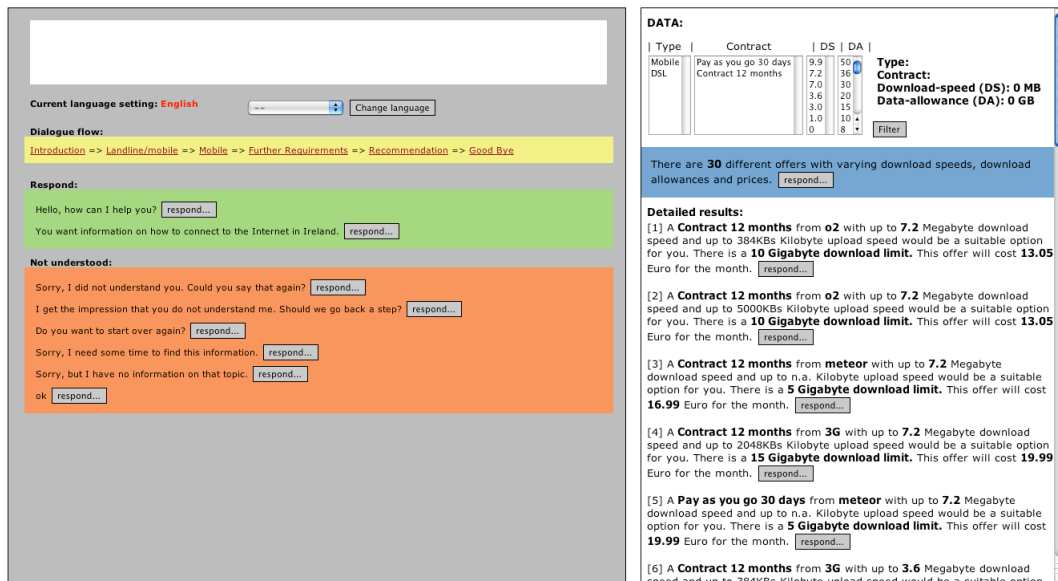 Current language setting: English
--
Change language
Dialogue flow:
Introduction => Landline/mobile => Mobile => Further Requirements => Recommendation => Good Bye
Respond:
Hello, how can I help you? respond...
You want information on how to connect to the Internet in Ireland. respond...
Not understood:
Sorry, I did not understand you. Could you say that again? respond...
I get the impression that you do not understand me. Should we go back a step? respond...
Do you want to start over again? respond...
Sorry, I need some time to find this information. respond...
Sorry, but I have no information on that topic. respond...
ok respond...
DATA:
| Type | Contract | DS | DA |
Mobile
DSL
Pay as you go 30 days
Contract 12 months
9.9
7.2
7.0
3.6
3.0
1.0
0
50
36
30
20
15
10
8
Type:
Contract:
Download-speed (DS): 0 MB
Data-allowance (DA): 0 GB
Filter
There are 30 different offers with varying download speeds, download
allowances and prices. respond...
Detailed results:
[1] A Contract 12 months from o2 with up to 7.2 Megabyte download
speed and up to 384KBs Kilobyte upload speed would be a suitable option
for you. There is a 10 Gigabyte download limit. This offer will cost 13.05
Euro for the month. respond...
[2] A Contract 12 months from o2 with up to 7.2 Megabyte download
speed and up to 5000KBs Kilobyte upload speed would be a suitable option
for you. There is a 10 Gigabyte download limit. This offer will cost 13.05
Euro for the month. respond...
[3] A Contract 12 months from meteor with up to 7.2 Megabyte
download speed and up to n.a. Kilobyte upload speed would be a suitable
option for you. There is a 5 Gigabyte download limit. This offer will cost
16.99 Euro for the month. respond...
[4] A Contract 12 months from 3G with up to 7.2 Megabyte download
speed and up to 2048KBs Kilobyte upload speed would be a suitable option
for you. There is a 15 Gigabyte download limit. This offer will cost 19.99
Euro for the month. respond...
[5] A Pay as you go 30 days from meteor with up to 7.2 Megabyte
download speed and up to n.a. Kilobyte upload speed would be a suitable
option for you. There is a 5 Gigabyte download limit. This offer will cost
19.99 Euro for the month. respond...
[6] A Contract 12 months from 3G with up to 3.6 Megabyte download
speed and up to 384KBs Kilobyte upload speed would be a suitable option